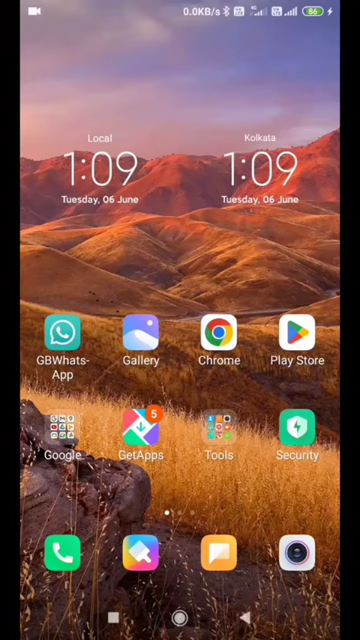 0.0KB/s 4G 86
Local
1:09
Tuesday, 06 June
Kolkata
1:09
Tuesday, 06 June
GBWhats-
App
Gallery
Chrome
Play Store
5
Google
GetApps
Tools
Security